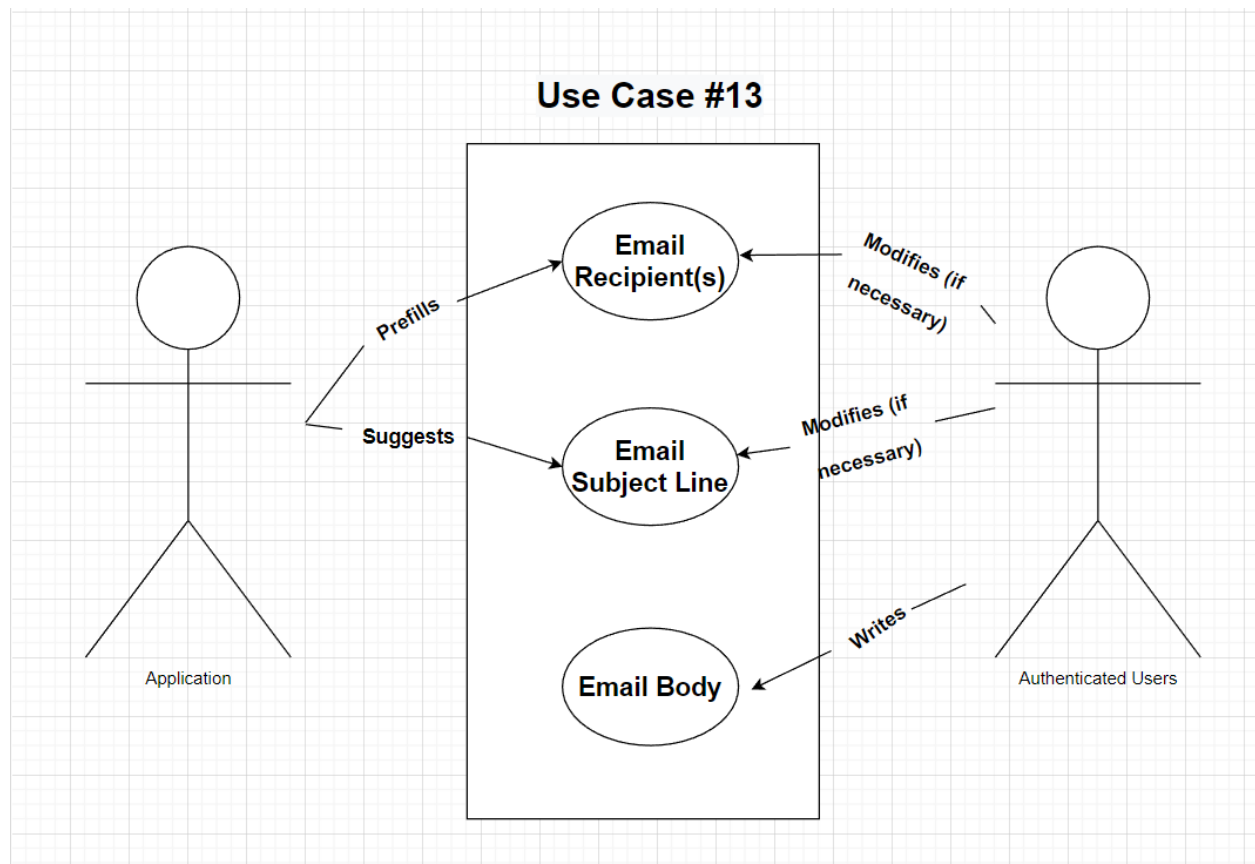 Use Case #13
Email
Recipient(s)
Modifies (if
necessary)
Prefills
Suggests
Email
Subject Line
Modifies (if
necessary)
Writes
Email Body
Application
Authenticated Users